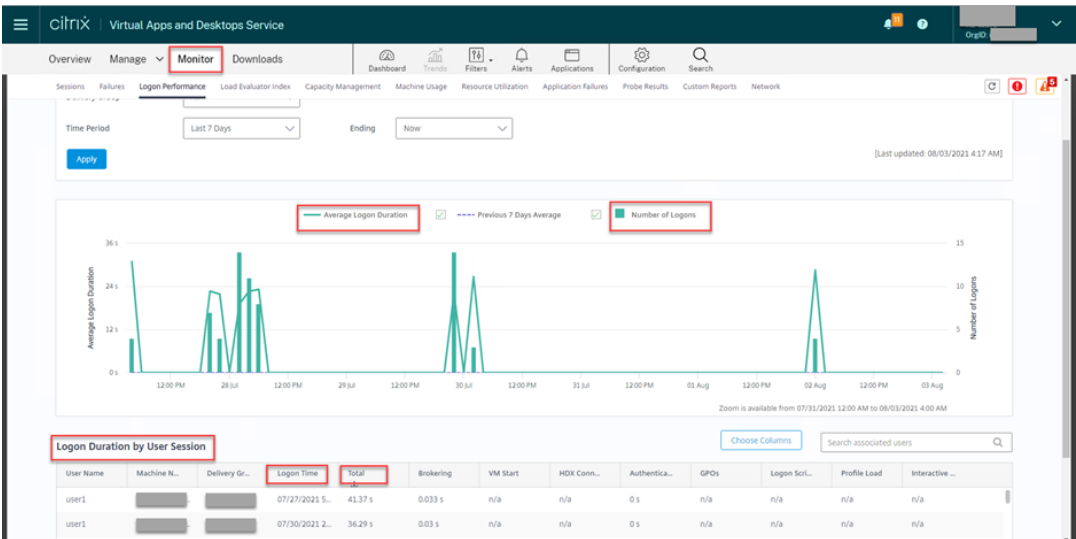 citrix | Virtual Apps and Desktops Service
11
OrgID:
Overview Manage Monitor Downloads
Dashboard Trends Filters Alerts Applications Configuration Search
Sessions Failures Logon Performance Load Evaluator Index Capacity Management Machine Usage Resource Utilization Application Failures Probe Results Custom Reports Network
5
Time Period Last 7 Days Ending Now
Apply
[Last updated: 08/03/2021 4:17 AM]
Average Logon Duration Previous 7 Days Average Number of Logons
36 s 15
24 s 10
12 s 5
0 s 0
Average Logon Duration
Number of Logons
12:00 PM 28 Jul 12:00 PM 29 Jul 12:00 PM 30 Jul 12:00 PM 31 Jul 12:00 PM 01 Aug 12:00 PM 02 Aug 12:00 PM 03 Aug
Zoom is available from 07/31/2021 12:00 AM to 08/03/2021 4:00 AM
Logon Duration by User Session
Choose Columns
Search associated users
User Name Machine N... Delivery Gr... Logon Time Total Brokering VM Start HDX Conn... Authentica... GPOs Logon Scri... Profile Load Interactive ...
user1 07/27/2021 5... 41.37 s 0.033 s n/a n/a 0 s n/a n/a n/a n/a
user1 07/30/2021 2... 36.29 s 0.03 s n/a n/a 0 s n/a n/a n/a n/a